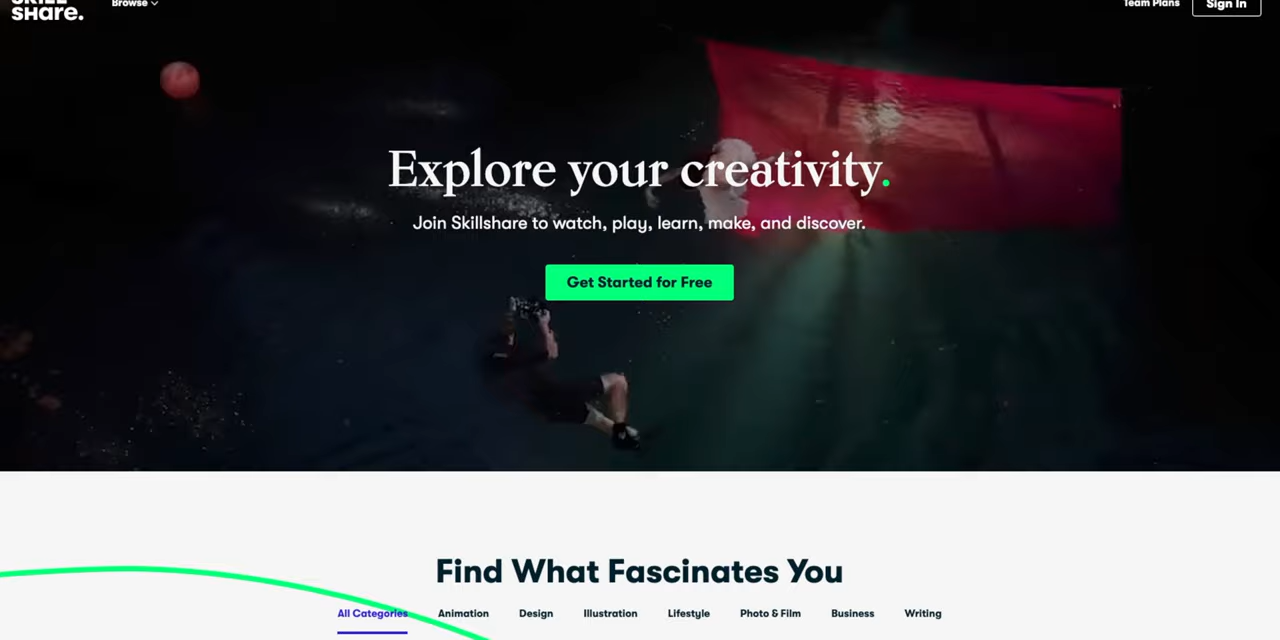 SKILL
share.
Browse
Team Plans
Sign In
Explore your creativity.
Join Skillshare to watch, play, learn, make, and discover.
Get Started for Free
Find What Fascinates You
All Categories
Animation
Design
Illustration
Lifestyle
Photo & Film
Business
Writing